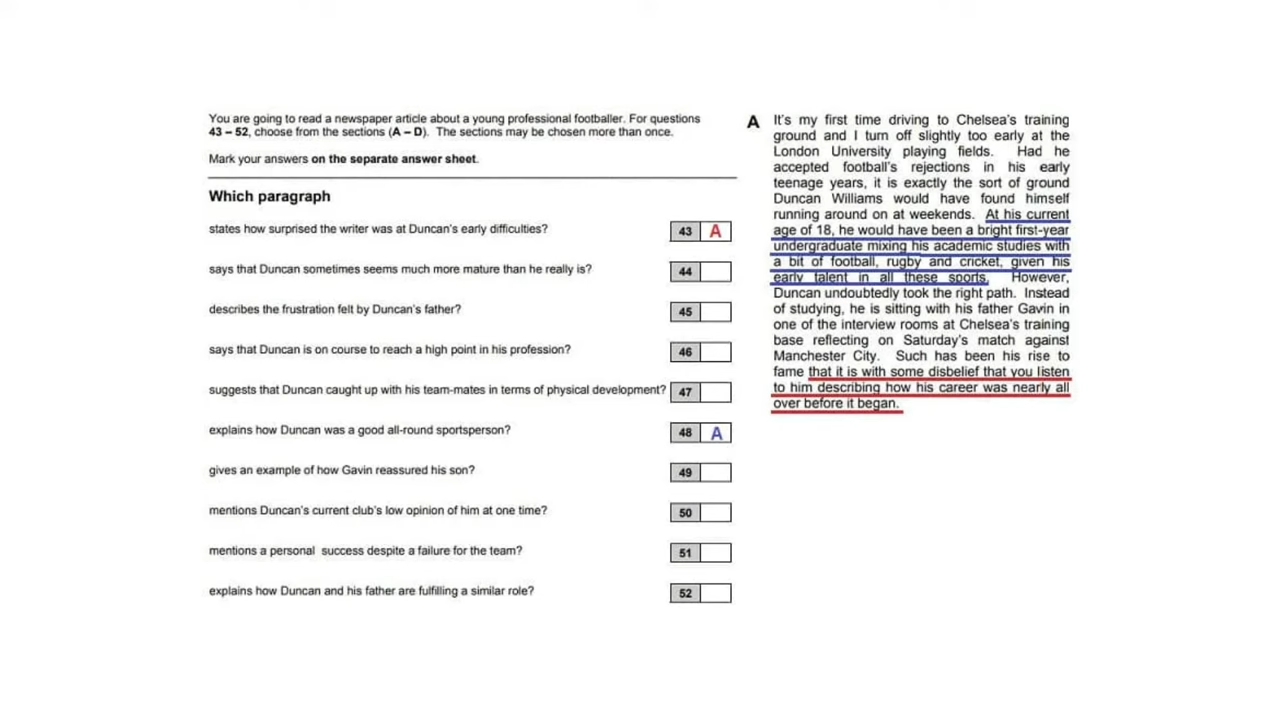 You are going to read a newspaper article about a young professional footballer. For questions
43 – 52, choose from the sections (A – D). The sections may be chosen more than once.
Mark your answers on the separate answer sheet.
Which paragraph
states how surprised the writer was at Duncan's early difficulties? 43 A
says that Duncan sometimes seems much more mature than he really is? 44
describes the frustration felt by Duncan's father? 45
says that Duncan is on course to reach a high point in his profession? 46
suggests that Duncan caught up with his team-mates in terms of physical development? 47
explains how Duncan was a good all-round sportsperson? 48 A
gives an example of how Gavin reassured his son? 49
mentions Duncan's current club's low opinion of him at one time? 50
mentions a personal success despite a failure for the team? 51
explains how Duncan and his father are fulfilling a similar role? 52
A It's my first time driving to Chelsea's training
ground and I turn off slightly too early at the
London University playing fields. Had he
accepted football's rejections in his early
teenage years, it is exactly the sort of ground
Duncan Williams would have found himself
running around on at weekends. At his current
age of 18, he would have been a bright first-year
undergraduate mixing his academic studies with
a bit of football, rugby and cricket, given his
early talent in all these sports. However,
Duncan undoubtedly took the right path. Instead
of studying, he is sitting with his father Gavin in
one of the interview rooms at Chelsea's training
base reflecting on Saturday's match against
Manchester City. Such has been his rise to
fame that it is with some disbelief that you listen
to him describing how his career was nearly all
over before it began.